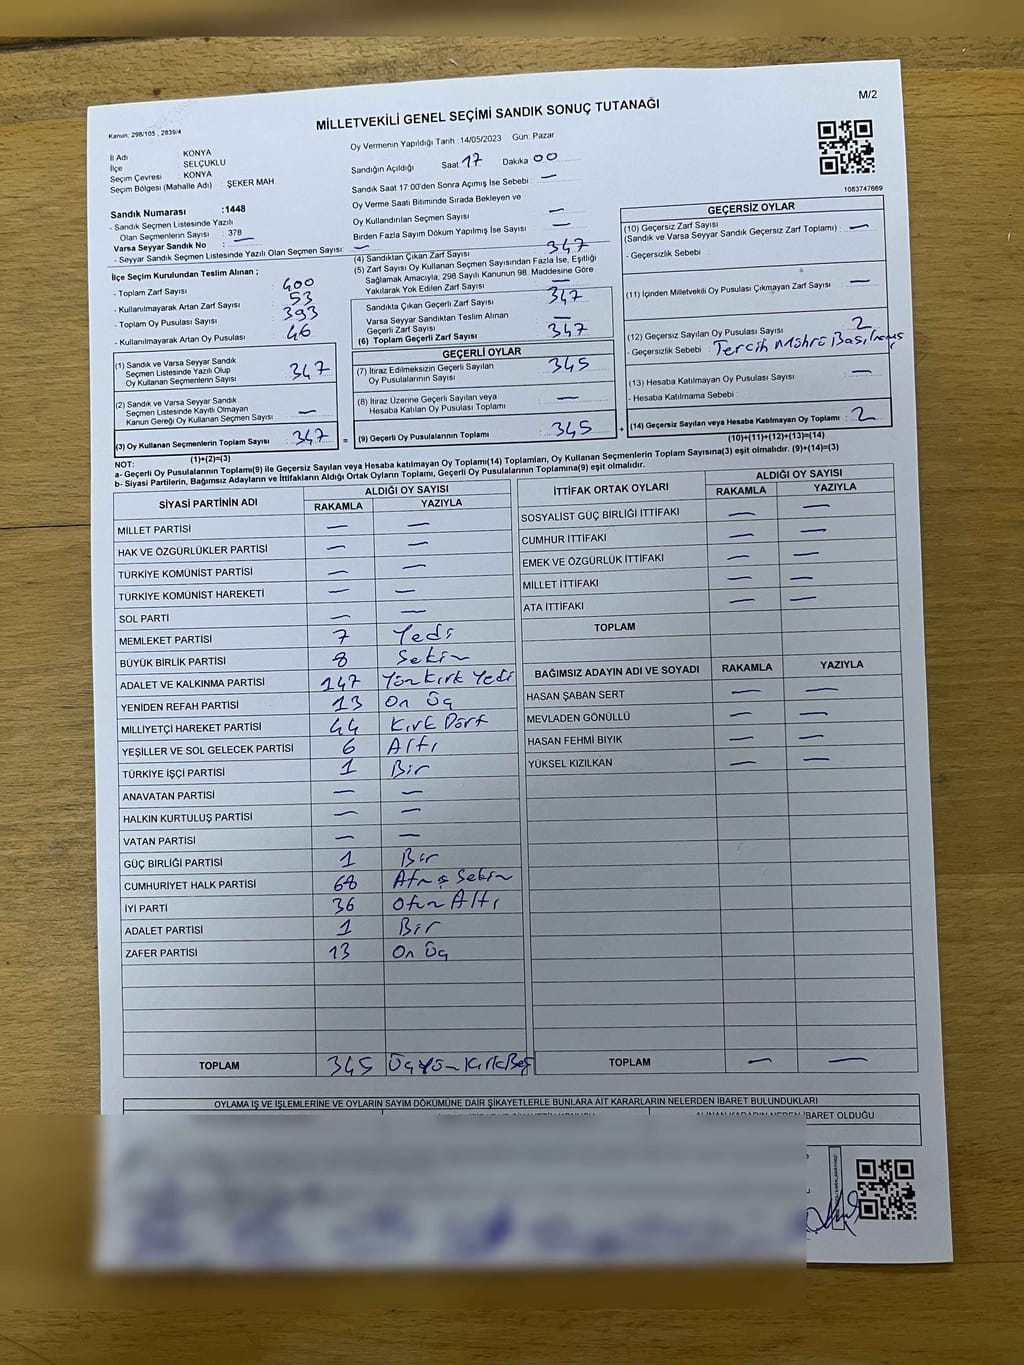 M/2
MİLLETVEKİLİ GENEL SEÇİMİ SANDIK SONUÇ TUTANAĞI
Kanun; 298/105 , 2839/4
İl Adı : KONYA
İlçe : SELÇUKLU
Seçim Çevresi : KONYA
Seçim Bölgesi (Mahalle Adı) ŞEKER MAH
Sandık Numarası :1448
- Sandık Seçmen Listesinde Yazılı
Olan Seçmenlerin Sayısı : 378
Varsa Seyyar Sandık No : —
- Seyyar Sandık Seçmen Listesinde Yazılı Olan Seçmen Sayısı: —
Oy Vermenin Yapıldığı Tarih :14/05/2023 Gün: Pazar
Sandığın Açıldığı Saat: 17 Dakika 00
Sandık Saat 17:00'den Sonra Açımış İse Sebebi : —
Oy Verme Saati Bitiminde Sırada Bekleyen ve
Oy Kullandırılan Seçmen Sayısı —
Birden Fazla Sayım Döküm Yapılmış İse Sayısı : —
1083747669
İlçe Seçim Kurulundan Teslim Alınan ;
- Toplam Zarf Sayısı : 400
- Kullanılmayarak Artan Zarf Sayısı : 53
- Toplam Oy Pusulası Sayısı : 393
- Kullanılmayarak Artan Oy Pusulası : 46
(1) Sandık ve Varsa Seyyar Sandık
Seçmen Listesinde Yazılı Olup
Oy Kullanan Seçmenlerin Sayısı : 347
(2) Sandık ve Varsa Seyyar Sandık
Seçmen Listesinde Kayıtlı Olmayan
Kanun Gereği Oy Kullanan Seçmen Sayısı : —
(3) Oy Kullanan Seçmenlerin Toplam Sayısı : 347
(1)+(2)=(3)
(4) Sandıktan Çıkan Zarf Sayısı : 347
(5) Zarf Sayısı Oy Kullanan Seçmen Sayısından Fazla İse, Eşitliği
Sağlamak Amacıyla, 298 Sayılı Kanunun 98. Maddesine Göre
Yakılarak Yok Edilen Zarf Sayısı : —
Sandıkta Çıkan Geçerli Zarf Sayısı : 347
Varsa Seyyar Sandıktan Teslim Alınan
Geçerli Zarf Sayısı : —
(6) Toplam Geçerli Zarf Sayısı : 347
GEÇERLİ OYLAR
(7) İtiraz Edilmeksizin Geçerli Sayılan
Oy Pusulalarının Sayısı : 345
(8) İtiraz Üzerine Geçerli Sayılan veya
Hesaba Katılan Oy Pusulası Toplamı : —
= (9) Geçerli Oy Pusulalarının Toplamı : 345
GEÇERSİZ OYLAR
(10) Geçersiz Zarf Sayısı
(Sandık ve Varsa Seyyar Sandık Geçersiz Zarf Toplamı) : —
- Geçersizlik Sebebi :
(11) İçinden Milletvekili Oy Pusulası Çıkmayan Zarf Sayısı : —
(12) Geçersiz Sayılan Oy Pusulası Sayısı : 2
- Geçersizlik Sebebi : Tercih Mührü Basılmamış
(13) Hesaba Katılmayan Oy Pusulası Sayısı : —
- Hesaba Katılmama Sebebi :
+ (14) Geçersiz Sayılan veya Hesaba Katılmayan Oy Toplamı : 2
(10)+(11)+(12)+(13)=(14)
NOT:
a- Geçerli Oy Pusulalarının Toplamı(9) ile Geçersiz Sayılan veya Hesaba katılmayan Oy Toplamı(14) Toplamları, Oy Kullanan Seçmenlerin Toplam Sayısına(3) eşit olmalıdır. (9)+(14)=(3)
b- Siyasi Partilerin, Bağımsız Adayların ve İttifakların Aldığı Ortak Oyların Toplamı, Geçerli Oy Pusulalarının Toplamına(9) eşit olmalıdır.
SİYASİ PARTİNİN ADI ALDIĞI OY SAYISI
RAKAMLA YAZIYLA
MİLLET PARTİSİ — —
HAK VE ÖZGÜRLÜKLER PARTİSİ — —
TÜRKİYE KOMÜNİST PARTİSİ — —
TÜRKİYE KOMÜNİST HAREKETİ — —
SOL PARTİ — —
MEMLEKET PARTİSİ 7 Yedi
BÜYÜK BİRLİK PARTİSİ 8 Sekiz
ADALET VE KALKINMA PARTİSİ 147 Yüz Kırk Yedi
YENİDEN REFAH PARTİSİ 13 On Üç
MİLLİYETÇİ HAREKET PARTİSİ 44 Kırk Dört
YEŞİLLER VE SOL GELECEK PARTİSİ 6 Altı
TÜRKİYE İŞÇİ PARTİSİ 1 Bir
ANAVATAN PARTİSİ — —
HALKIN KURTULUŞ PARTİSİ — —
VATAN PARTİSİ — —
GÜÇ BİRLİĞİ PARTİSİ 1 Bir
CUMHURİYET HALK PARTİSİ 68 Atmış Sekiz
İYİ PARTİ 36 Otuz Altı
ADALET PARTİSİ 1 Bir
ZAFER PARTİSİ 13 On Üç
TOPLAM 345 Üçyüz KırkBeş
İTTİFAK ORTAK OYLARI ALDIĞI OY SAYISI
RAKAMLA YAZIYLA
SOSYALİST GÜÇ BİRLİĞİ İTTİFAKI — —
CUMHUR İTTİFAKI — —
EMEK VE ÖZGÜRLÜK İTTİFAKI — —
MİLLET İTTİFAKI — —
ATA İTTİFAKI — —
TOPLAM
BAĞIMSIZ ADAYIN ADI VE SOYADI RAKAMLA YAZIYLA
HASAN ŞABAN SERT — —
MEVLADEN GÖNÜLLÜ — —
HASAN FEHMİ BIYIK — —
YÜKSEL KIZILKAN — —
TOPLAM — —
OYLAMA İŞ VE İŞLEMLERİNE VE OYLARIN SAYIM DÖKÜMÜNE DAİR ŞİKAYETLERLE BUNLARA AİT KARARLARIN NELERDEN İBARET BULUNDUKLARI
ALINAN KARARIN NEDEN İBARET OLDUĞU